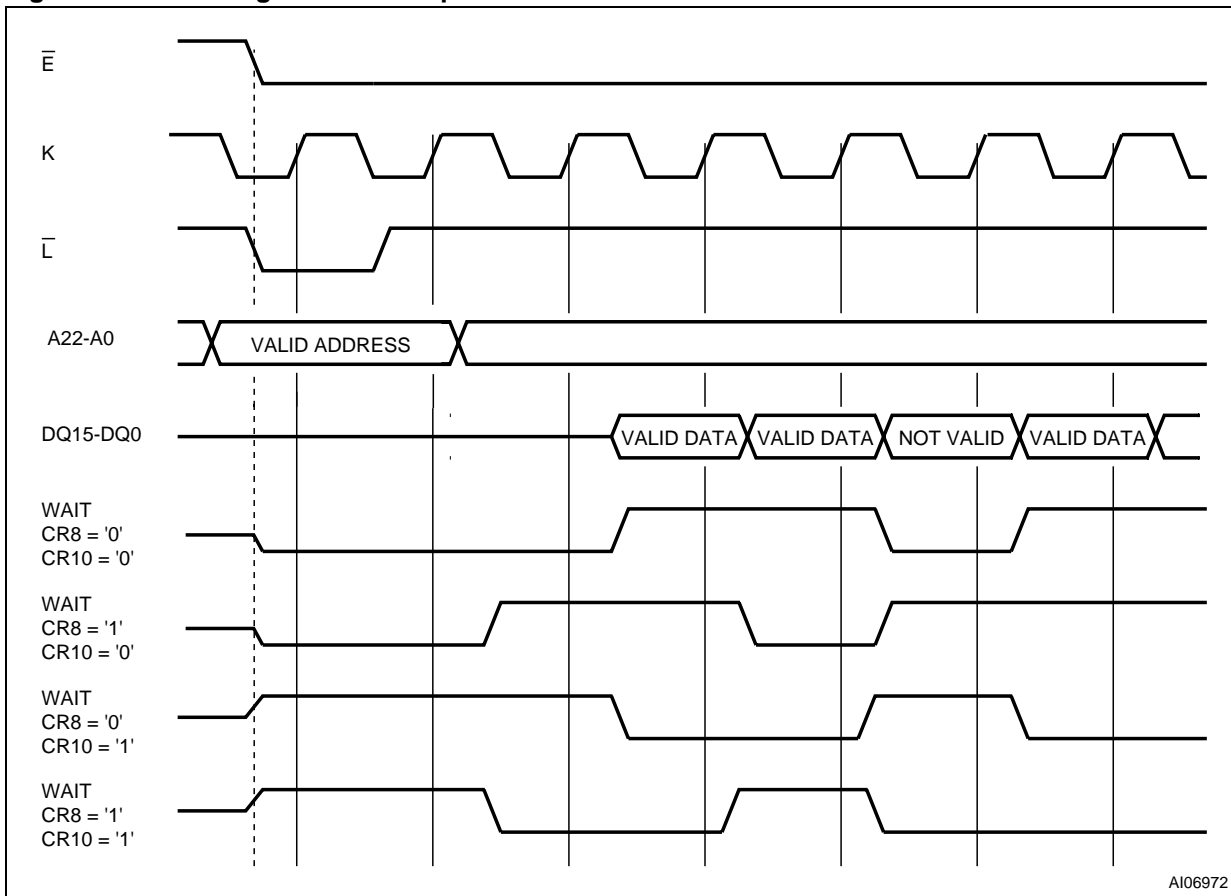 E
K
L
A22-A0
VALID ADDRESS
DQ15-DQ0
VALID DATA VALID DATA NOT VALID VALID DATA
WAIT
CR8 = '0'
CR10 = '0'
WAIT
CR8 = '1'
CR10 = '0'
WAIT
CR8 = '0'
CR10 = '1'
WAIT
CR8 = '1'
CR10 = '1'
AI06972